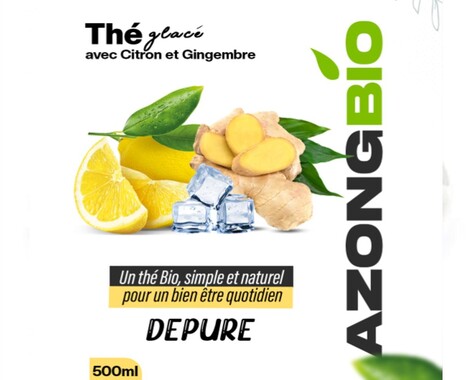 Thé glacé
avec Citron et Gingembre
AZONGBIO
Un thé Bio, simple et naturel
pour un bien être quotidien
DEPURE
500ml